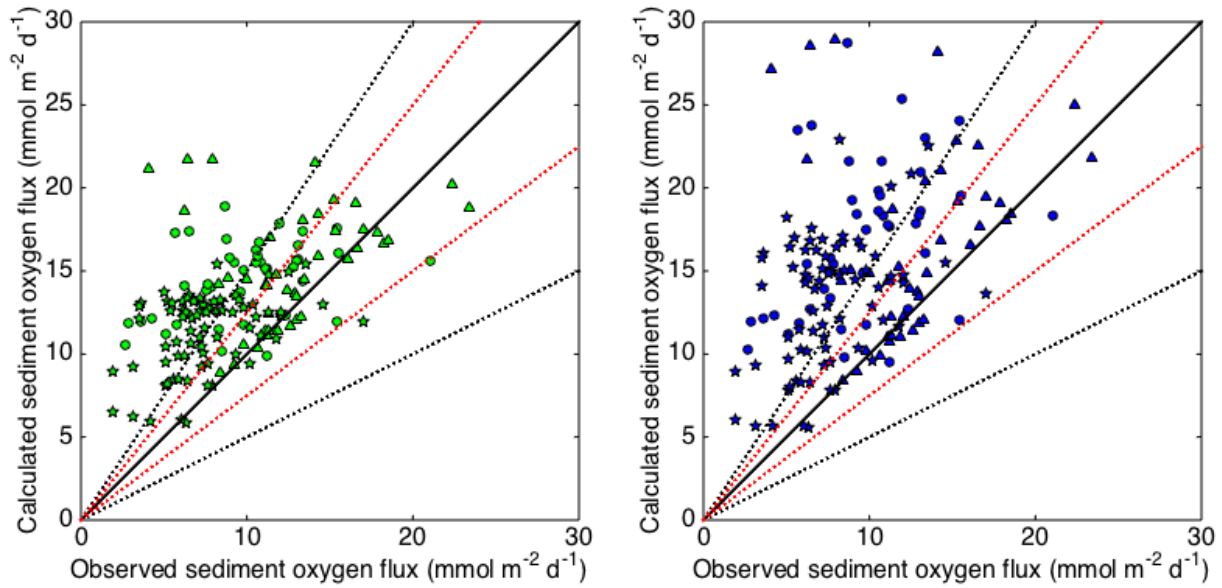 Calculated sediment oxygen flux (mmol m⁻² d⁻¹)
30
25
20
15
10
5
0
0 10 20 30
Observed sediment oxygen flux (mmol m⁻² d⁻¹)
Calculated sediment oxygen flux (mmol m⁻² d⁻¹)
30
25
20
15
10
5
0
0 10 20 30
Observed sediment oxygen flux (mmol m⁻² d⁻¹)